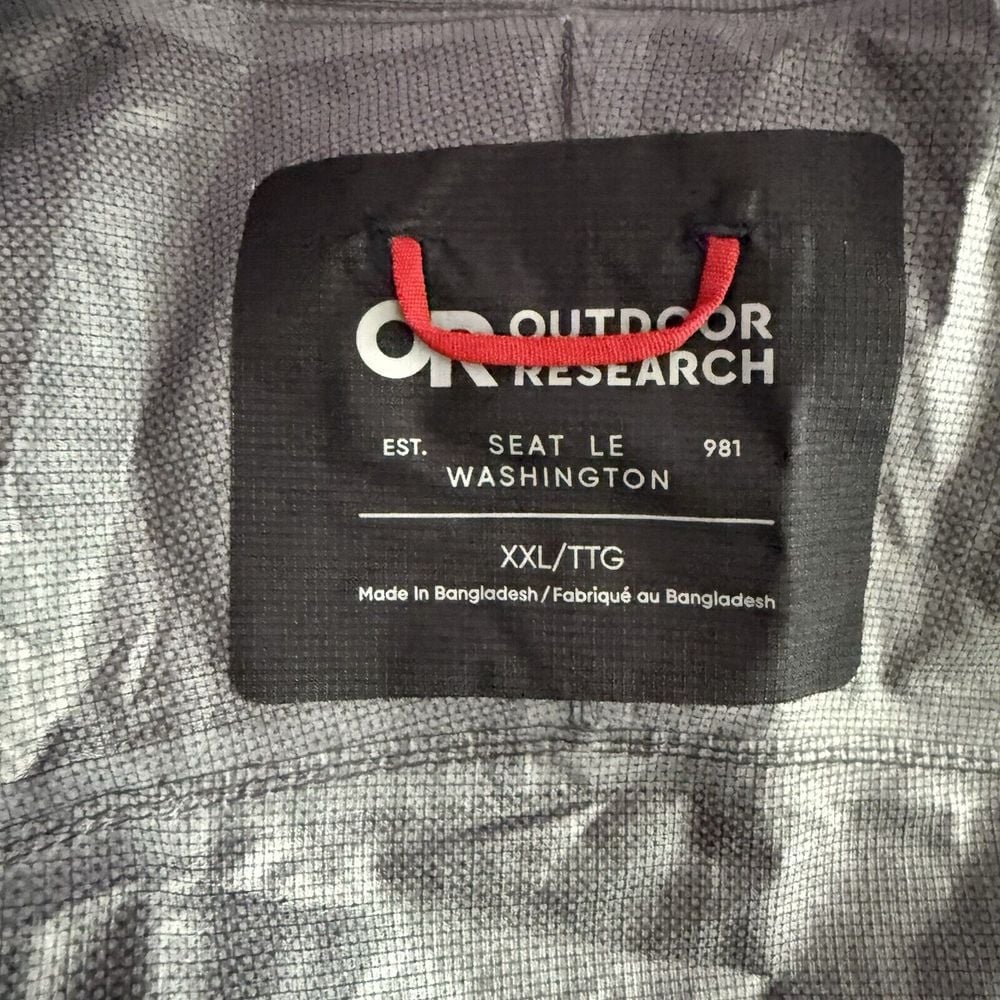 OR OUTDOOR
RESEARCH
EST. SEAT LE 981
WASHINGTON
XXL/TTG
Made In Bangladesh / Fabriqué au Bangladesh